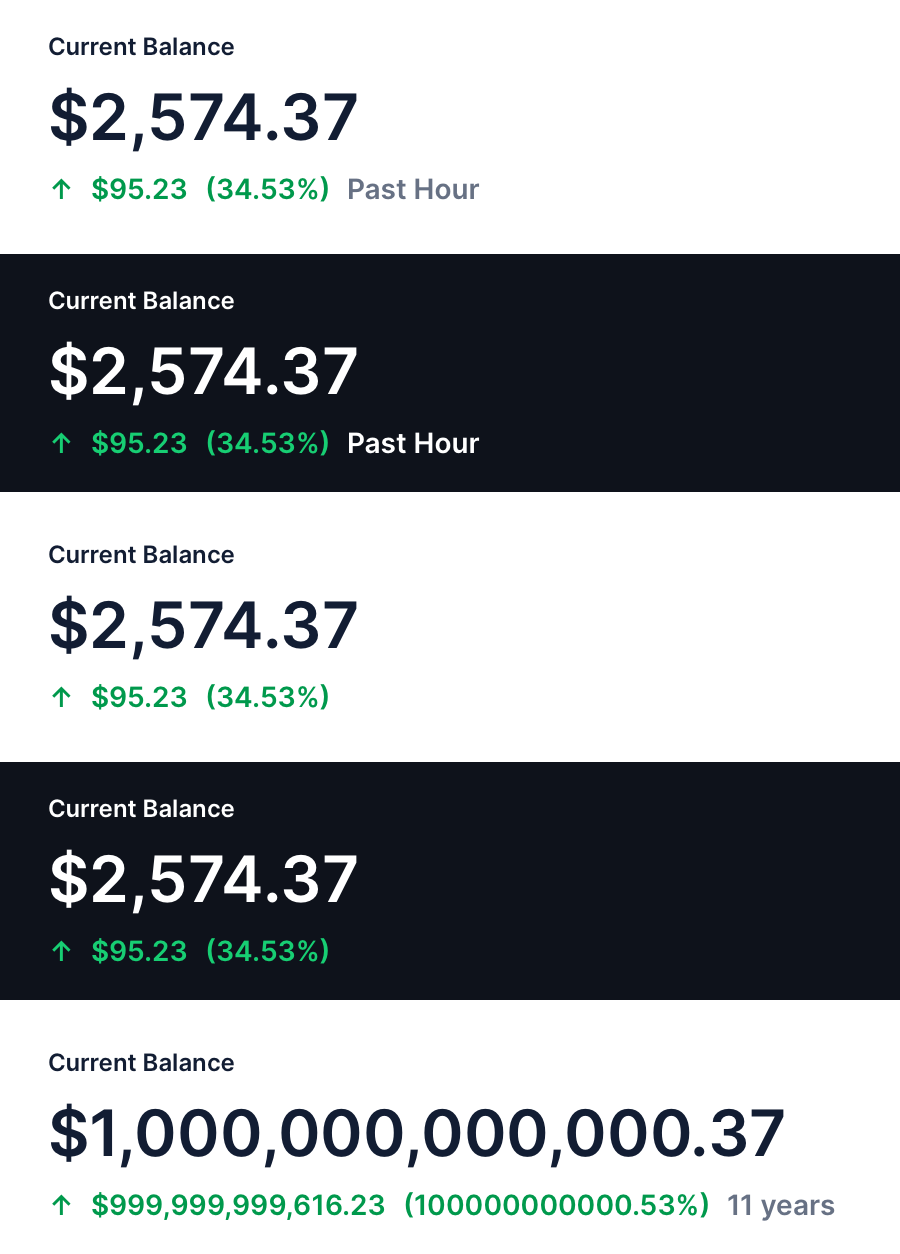 Current Balance
$2,574.37
↑ $95.23 (34.53%) Past Hour
Current Balance
$2,574.37
↑ $95.23 (34.53%) Past Hour
Current Balance
$2,574.37
↑ $95.23 (34.53%)
Current Balance
$2,574.37
↑ $95.23 (34.53%)
Current Balance
$1,000,000,000,000.37
↑ $999,999,999,616.23 (100000000000.53%) 11 years